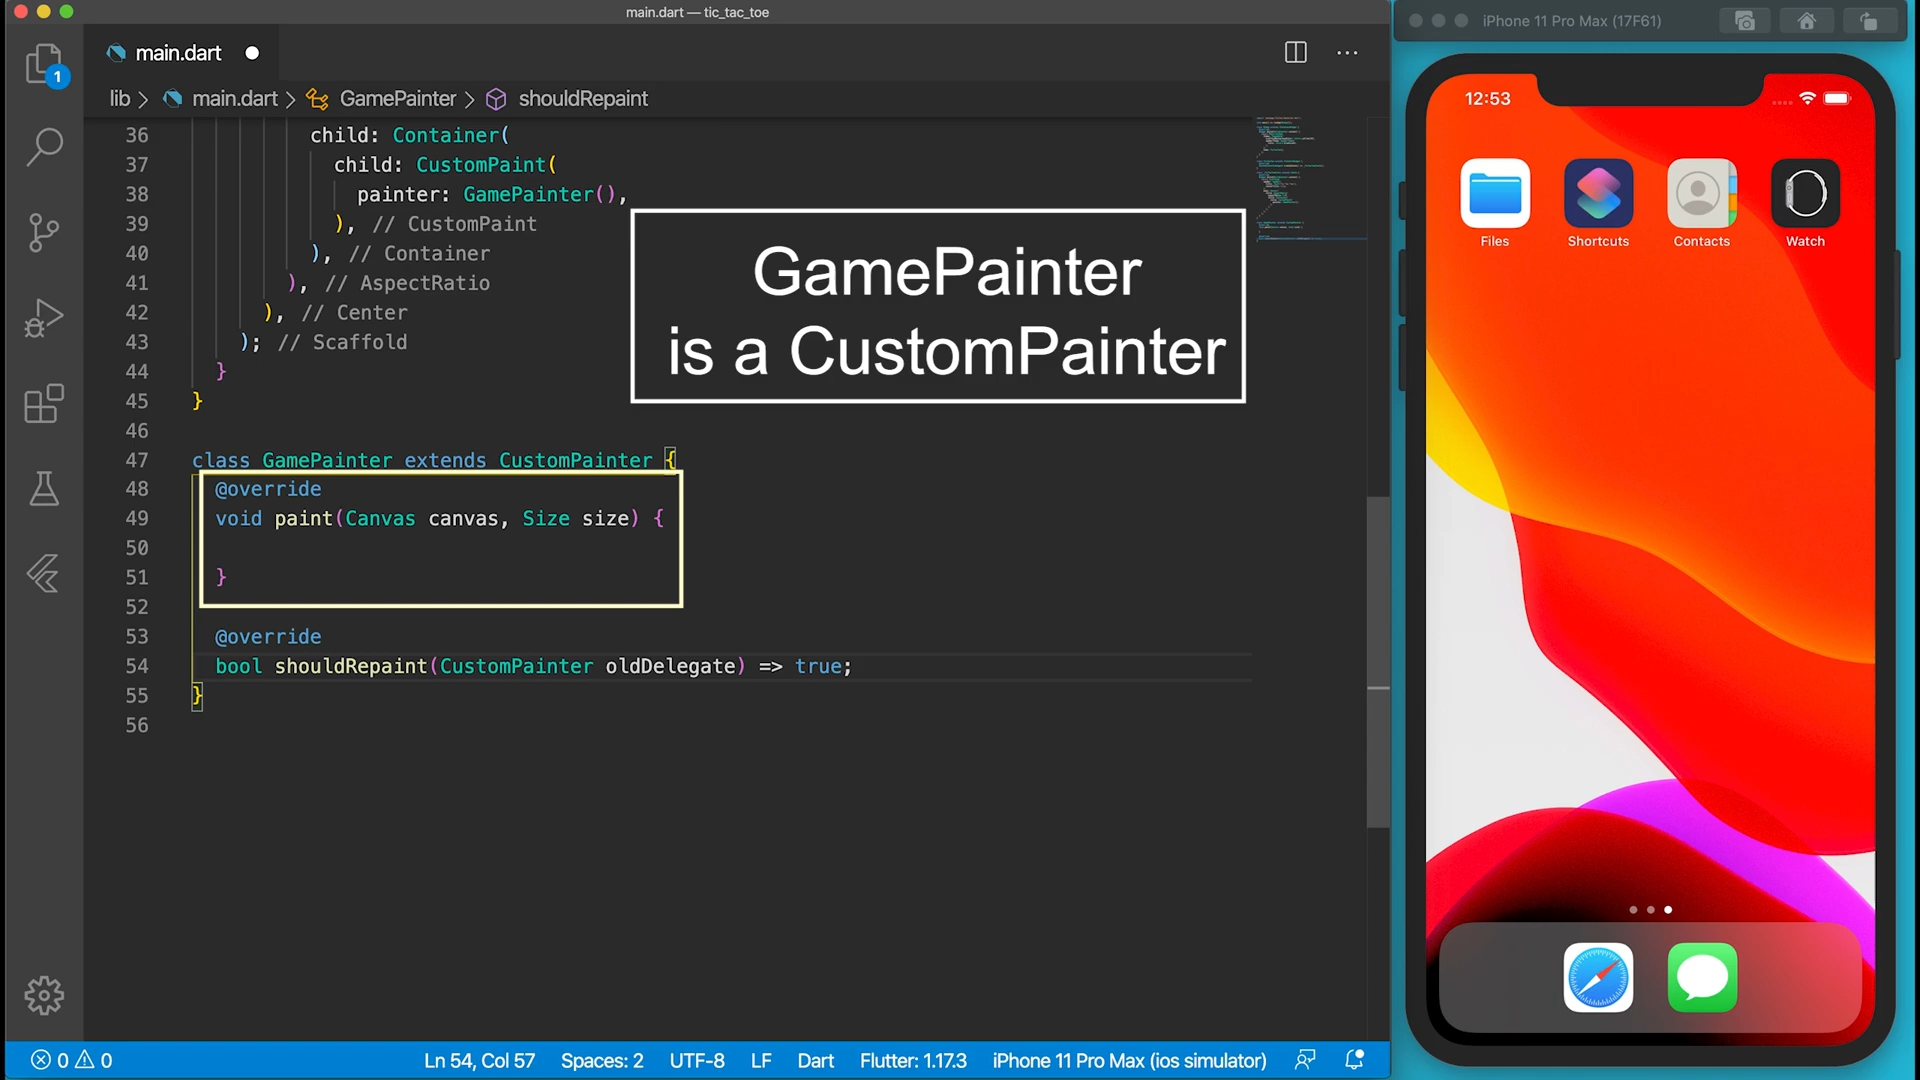 main.dart — tic_tac_toe
main.dart
1
lib > main.dart > GamePainter > shouldRepaint
36 child: Container(
37 child: CustomPaint(
38 painter: GamePainter(),
39 ), // CustomPaint
40 ), // Container
41 ), // AspectRatio
42 ), // Center
43 ); // Scaffold
44 }
45 }
46
47 class GamePainter extends CustomPainter {
48 @override
49 void paint(Canvas canvas, Size size) {
50
51 }
52
53 @override
54 bool shouldRepaint(CustomPainter oldDelegate) => true;
55 }
56
GamePainter
is a CustomPainter
0 0
Ln 54, Col 57 Spaces: 2 UTF-8 LF Dart Flutter: 1.17.3 iPhone 11 Pro Max (ios simulator)
iPhone 11 Pro Max (17F61)
12:53
Files Shortcuts Contacts Watch